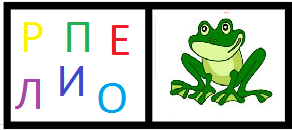 Р П Е
Л И О